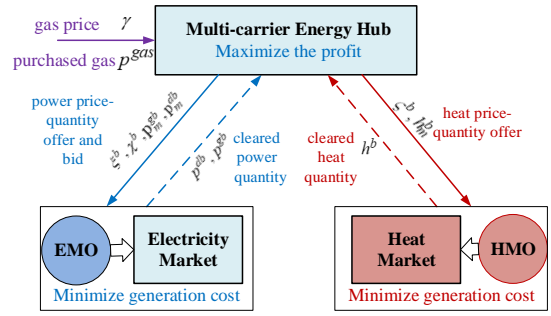 gas price γ
purchased gas p^gas
Multi-carrier Energy Hub
Maximize the profit
power price-
quantity
offer and
bid
ξ^b, χ^b, p_m^gb, p_m^db
p^db, p^gb
cleared
power
quantity
cleared
heat
quantity
h^b
ς^b, h_m^b
heat price-
quantity offer
EMO
Electricity
Market
Minimize generation cost
Heat
Market
HMO
Minimize generation cost